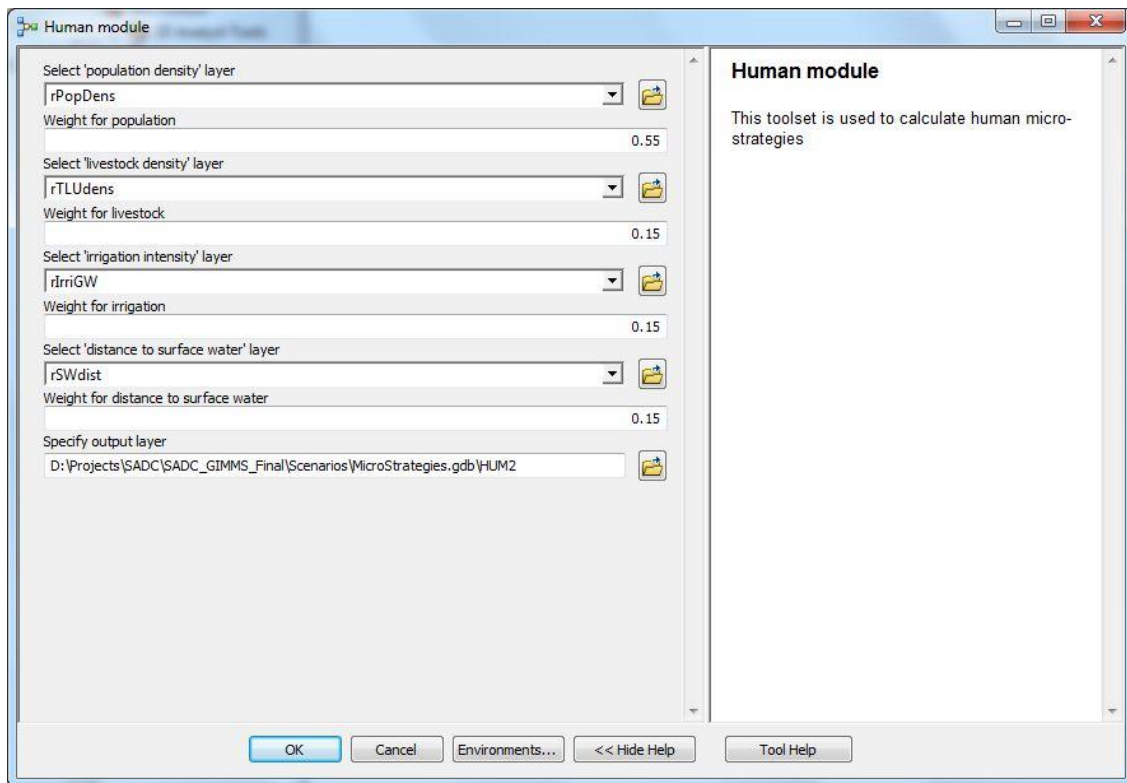 Human module
Select 'population density' layer
rPopDens
Weight for population
0.55
Select 'livestock density' layer
rTLUdens
Weight for livestock
0.15
Select 'irrigation intensity' layer
rIrriGW
Weight for irrigation
0.15
Select 'distance to surface water' layer
rSWdist
Weight for distance to surface water
0.15
Specify output layer
D:\Projects\SADC\SADC_GIMMS_Final\Scenarios\MicroStrategies.gdb\HUM2
Human module
This toolset is used to calculate human micro-
strategies
OK
Cancel
Environments...
<< Hide Help
Tool Help